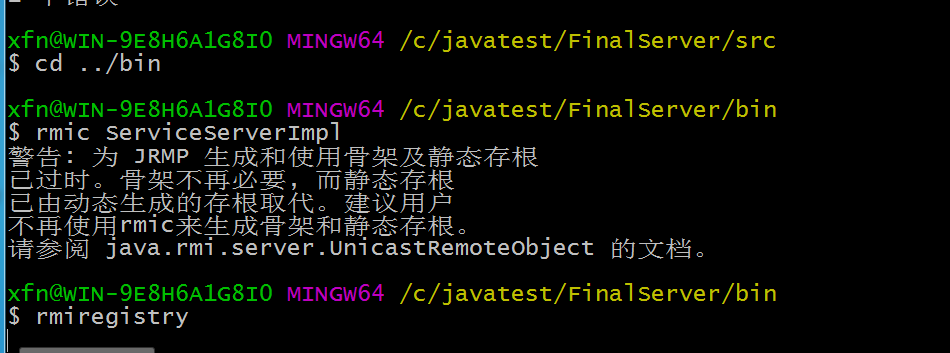 xfn@WIN-9E8H6A1G8I0 MINGW64 /c/javatest/FinalServer/src
$ cd ../bin
xfn@WIN-9E8H6A1G8I0 MINGW64 /c/javatest/FinalServer/bin
$ rmic ServiceServerImpl
警告: 为 JRMP 生成和使用骨架及静态存根
已过时。骨架不再必要, 而静态存根
已由动态生成的存根取代。建议用户
不再使用rmic来生成骨架和静态存根。
请参阅 java.rmi.server.UnicastRemoteObject 的文档。
xfn@WIN-9E8H6A1G8I0 MINGW64 /c/javatest/FinalServer/bin
$ rmiregistry